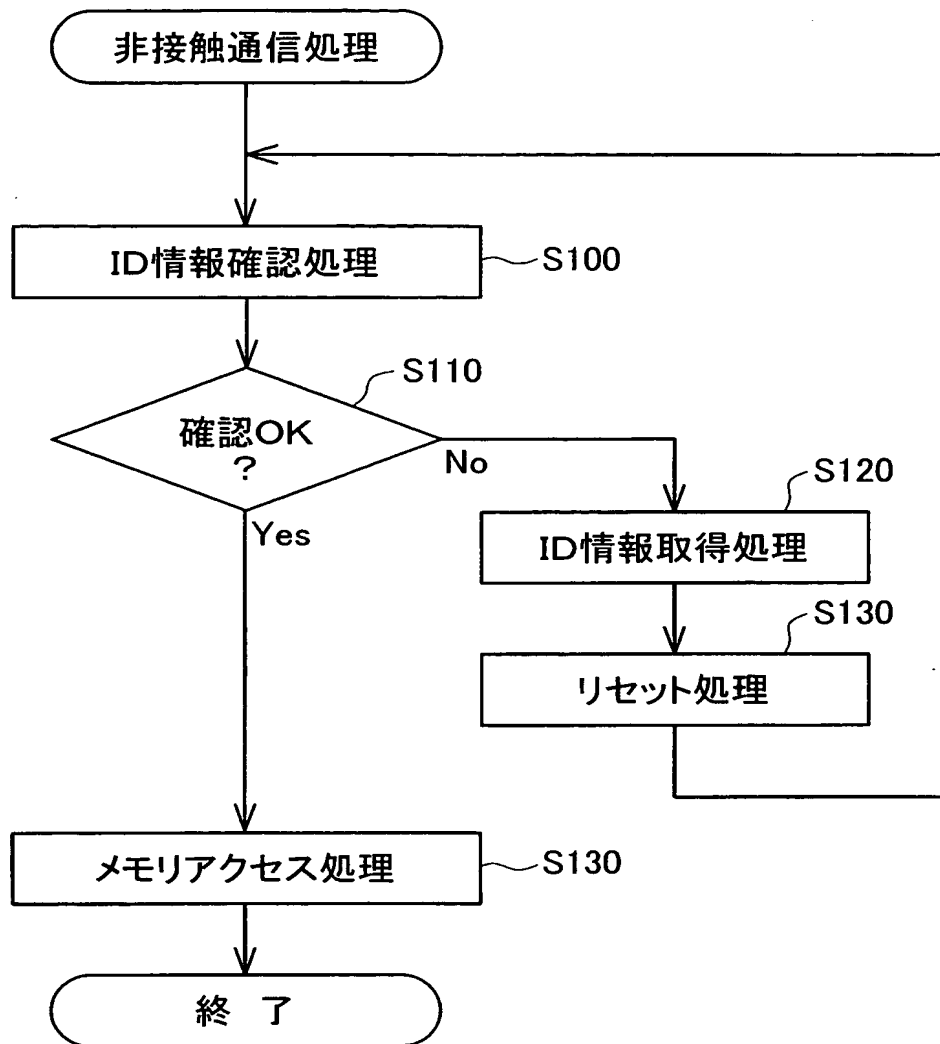 非接触通信処理
ID情報確認処理
S100
S110
確認OK
?
No
Yes
S120
ID情報取得処理
S130
リセット処理
メモリアクセス処理
S130
終 了